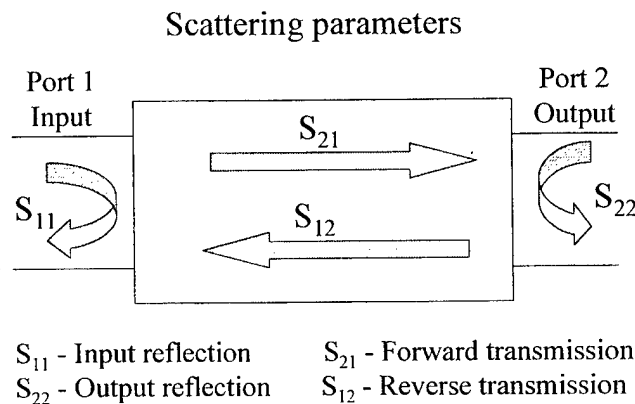 Scattering parameters
Port 1
Input
Port 2
Output
S₂₁
S₁₁
S₁₂
S₂₂
S₁₁ - Input reflection
S₂₁ - Forward transmission
S₂₂ - Output reflection
S₁₂ - Reverse transmission